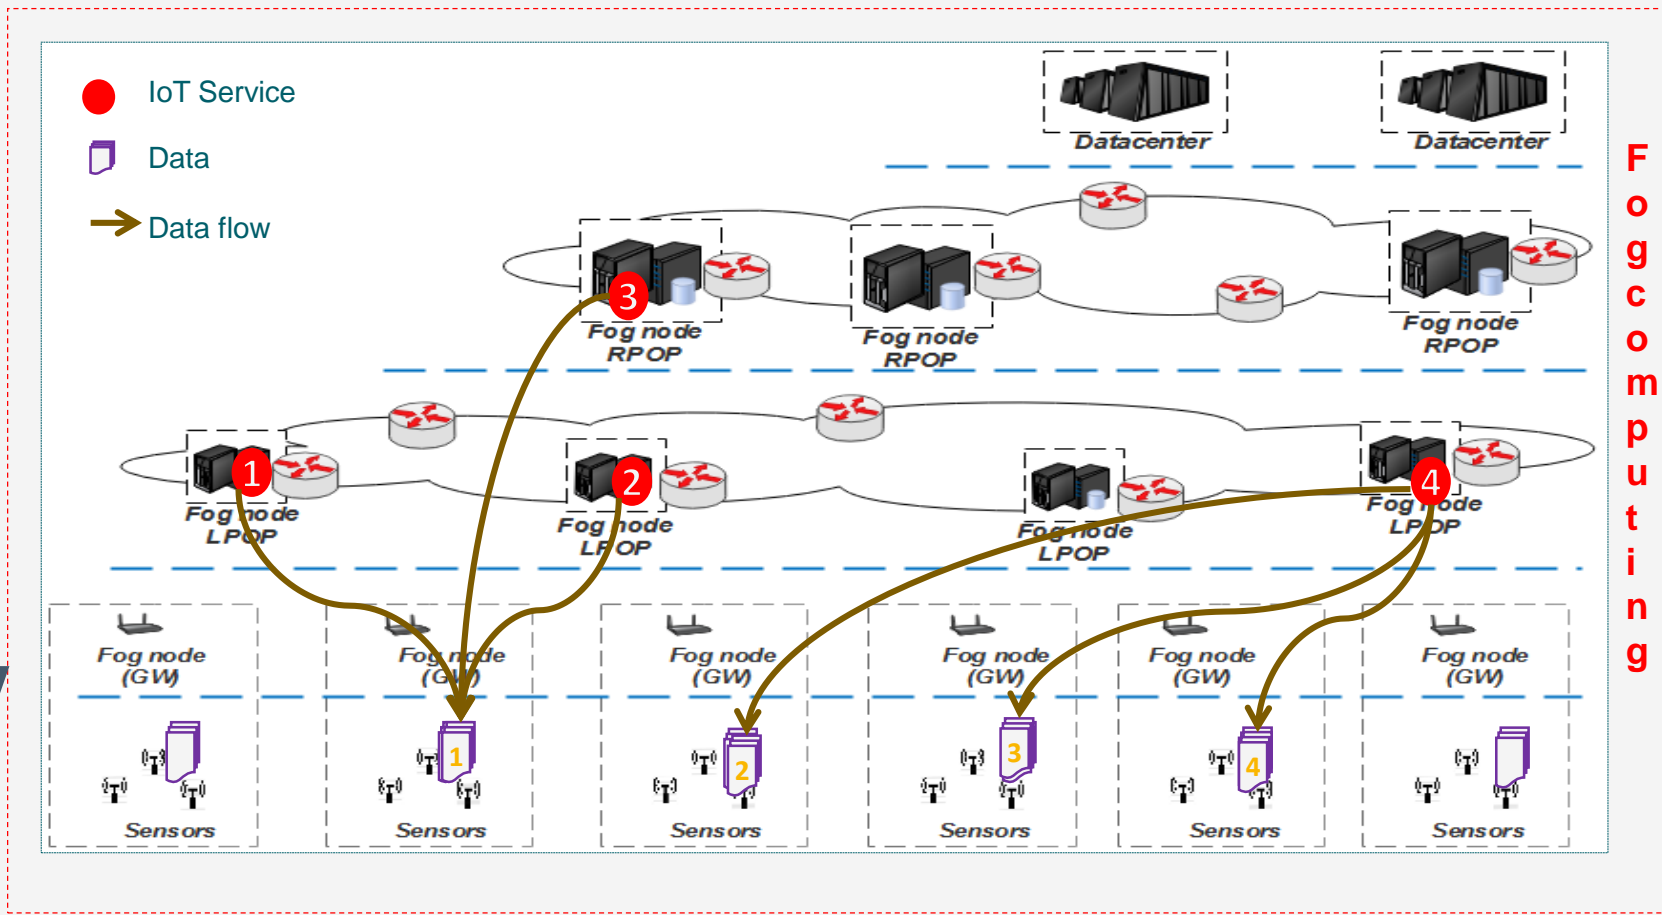 IoT Service
Data
Data flow
Datacenter
Datacenter
Fog computing
3
Fog node
RPOP
Fog node
RPOP
Fog node
RPOP
1
2
4
Fog node
LPOP
Fog node
LPOP
Fog node
LPOP
Fog node
LPOP
Fog node
(GW)
Fog node
(GW)
Fog node
(GW)
Fog node
(GW)
Fog node
(GW)
Fog node
(GW)
1
2
3
4
Sensors
Sensors
Sensors
Sensors
Sensors
Sensors